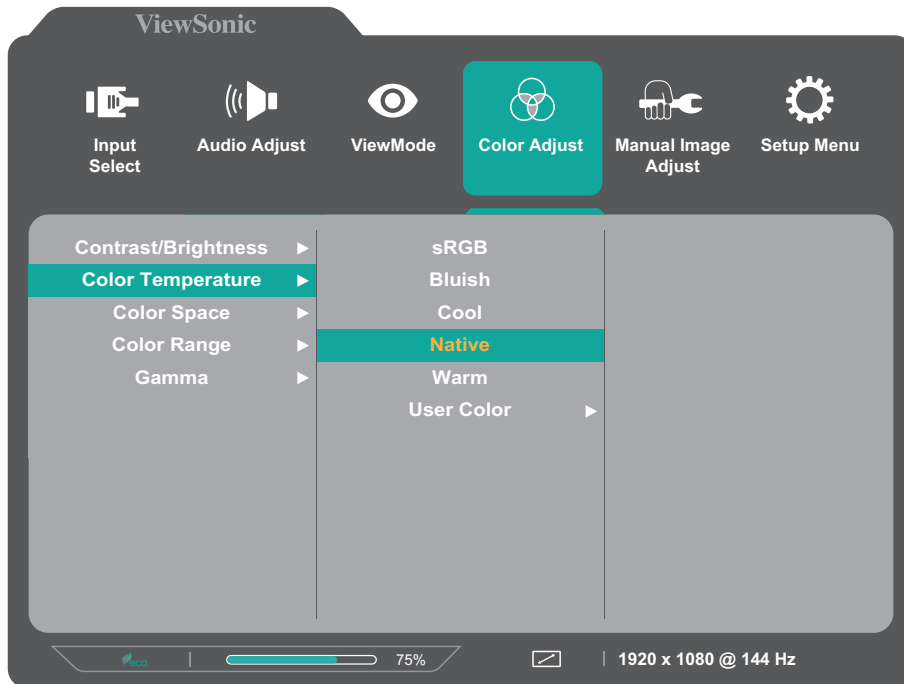 ViewSonic
Input Select
Audio Adjust
ViewMode
Color Adjust
Manual Image Adjust
Setup Menu
Contrast/Brightness
Color Temperature
Color Space
Color Range
Gamma
sRGB
Bluish
Cool
Native
Warm
User Color
eco
75%
1920 x 1080 @ 144 Hz